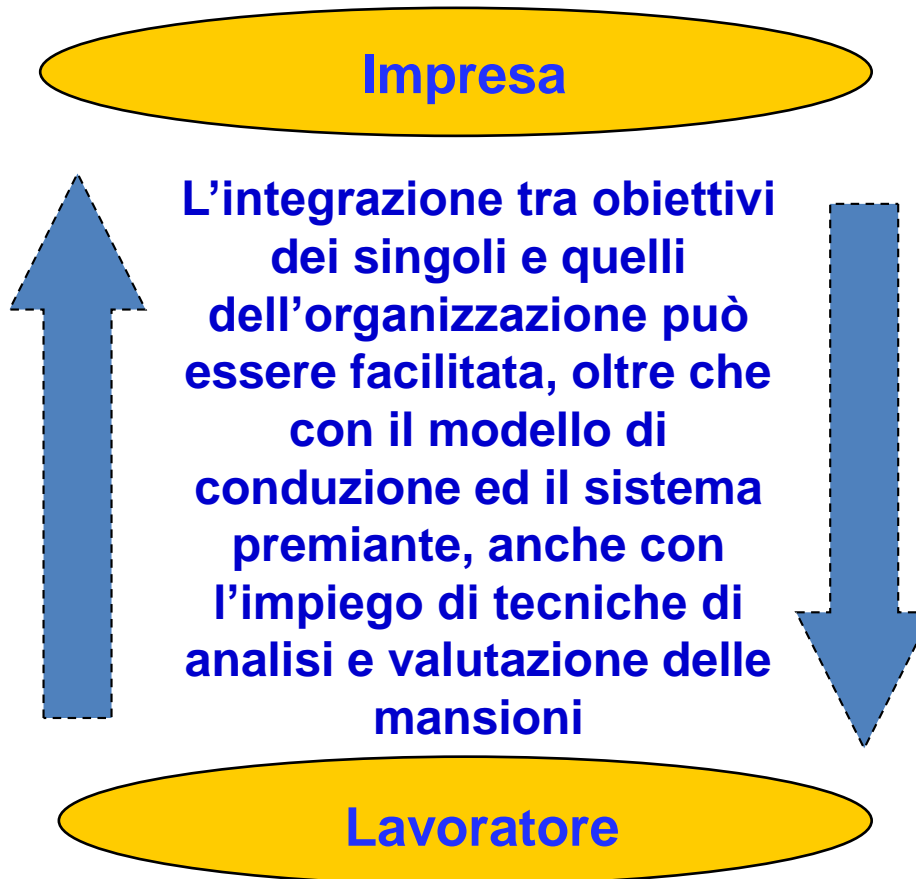 Impresa
L’integrazione tra obiettivi
dei singoli e quelli
dell’organizzazione può
essere facilitata, oltre che
con il modello di
conduzione ed il sistema
premiante, anche con
l’impiego di tecniche di
analisi e valutazione delle
mansioni
Lavoratore